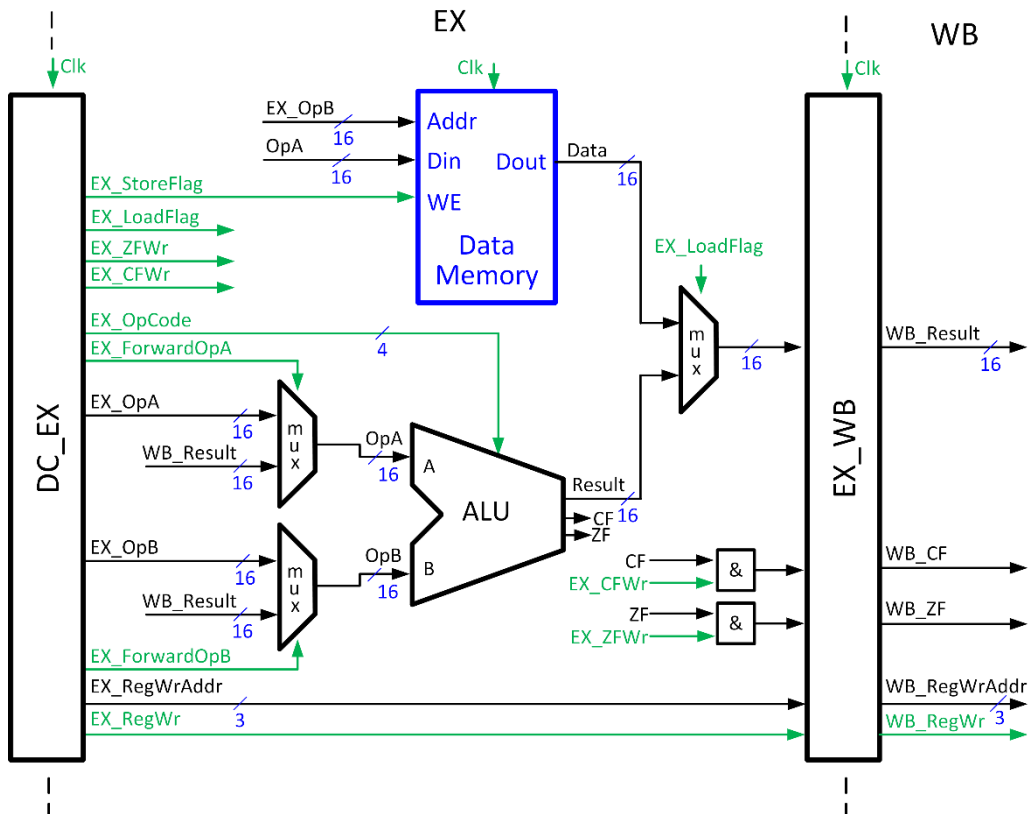 EX
WB
Clk
Clk
Clk
EX_OpB
16
Addr
OpA
16
Din
Dout
Data
16
EX_StoreFlag
WE
EX_LoadFlag
EX_ZFWr
EX_CFWr
Data
Memory
EX_LoadFlag
EX_OpCode
4
EX_ForwardOpA
mux
16
WB_Result
16
EX_OpA
16
WB_Result
16
mux
OpA
16
A
DC_EX
EX_WB
ALU
Result
16
CF
ZF
EX_OpB
16
WB_Result
16
mux
OpB
16
B
CF
EX_CFWr
&
WB_CF
ZF
EX_ZFWr
&
WB_ZF
EX_ForwardOpB
EX_RegWrAddr
3
WB_RegWrAddr
3
EX_RegWr
WB_RegWr